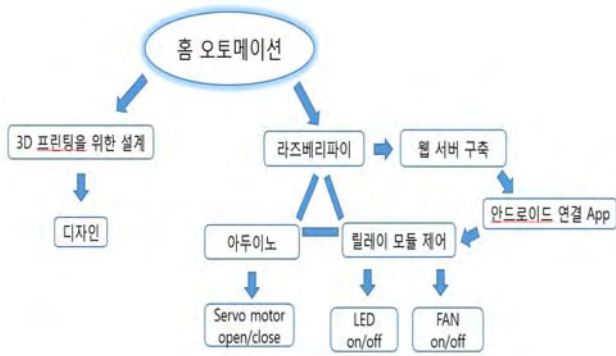 홈 오토메이션
3D 프린팅을 위한 설계
라즈베리파이
웹 서버 구축
디자인
안드로이드 연결 App
아두이노
릴레이 모듈 제어
Servo motor
open/close
LED
on/off
FAN
on/off